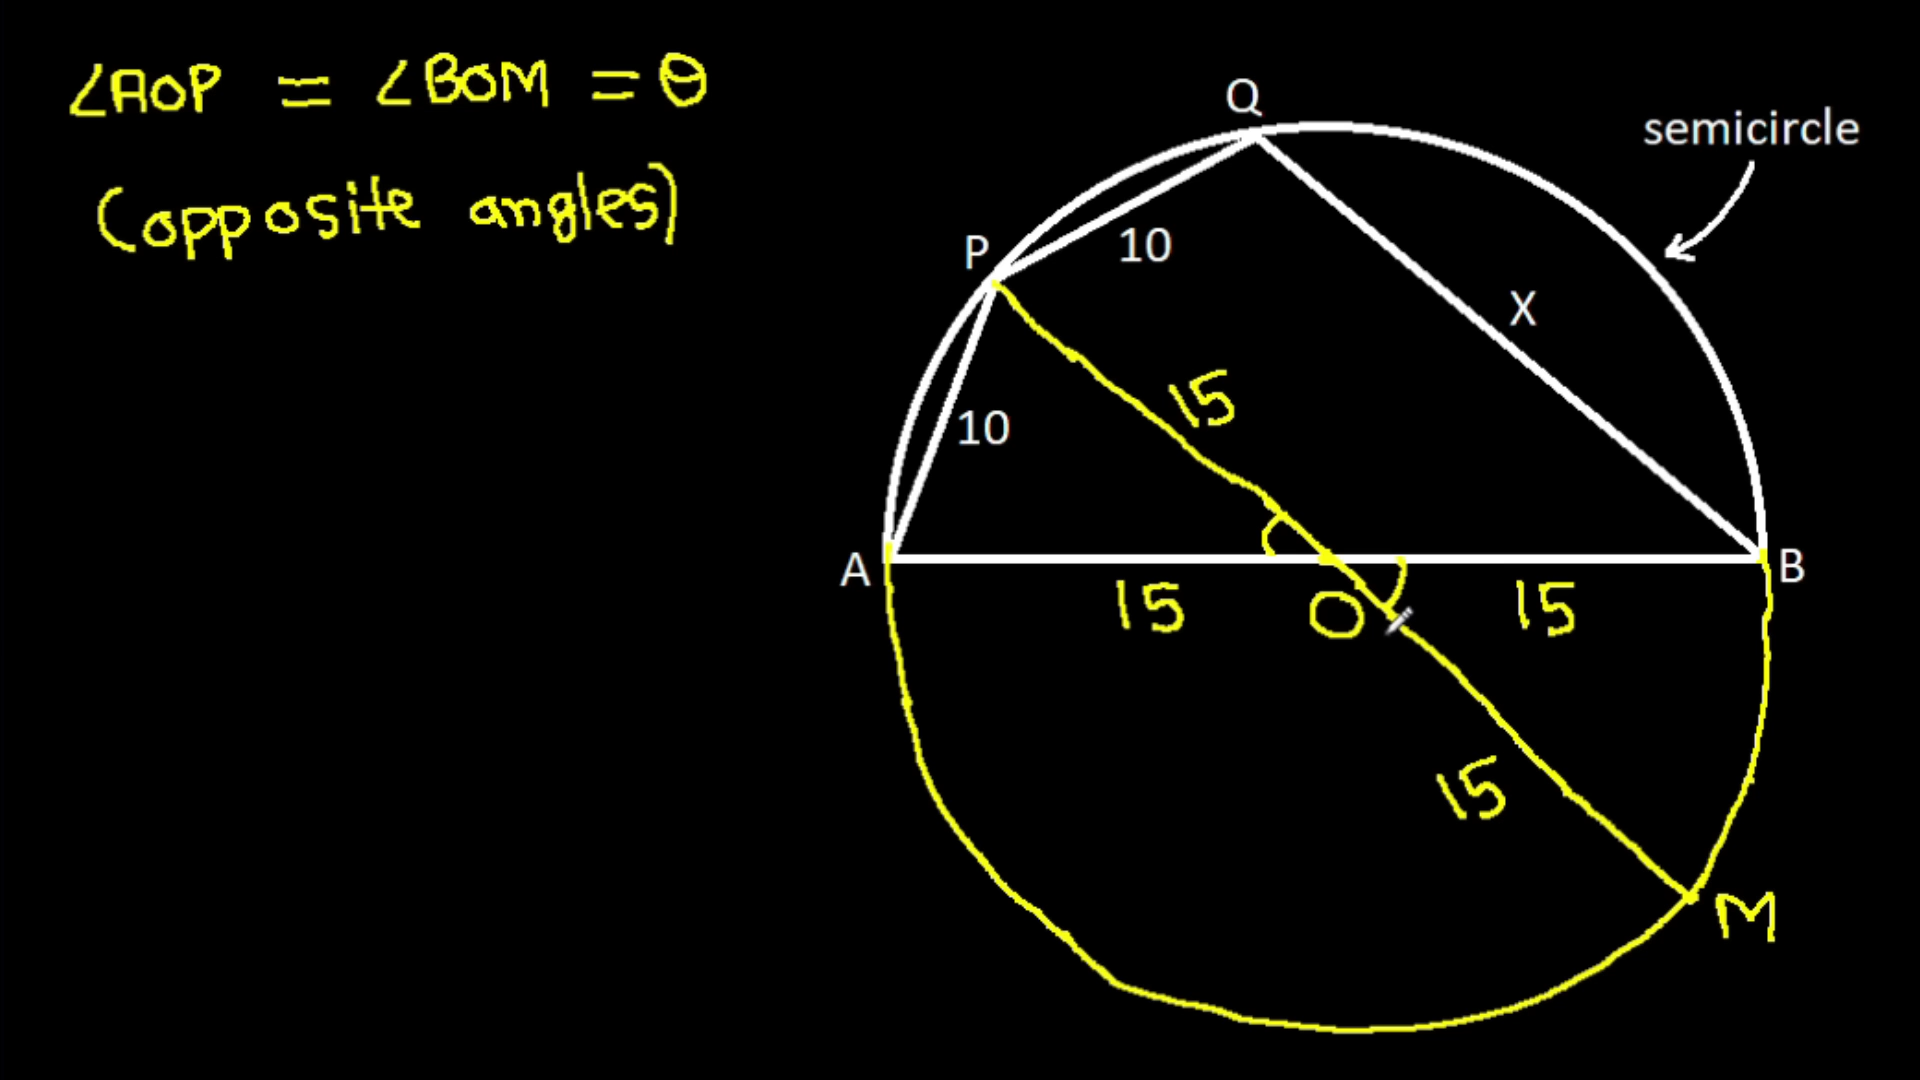 ∠AOP = ∠BOM = θ
(opposite angles)
Q
semicircle
P
10
X
15
10
A
B
15
O
15
15
M